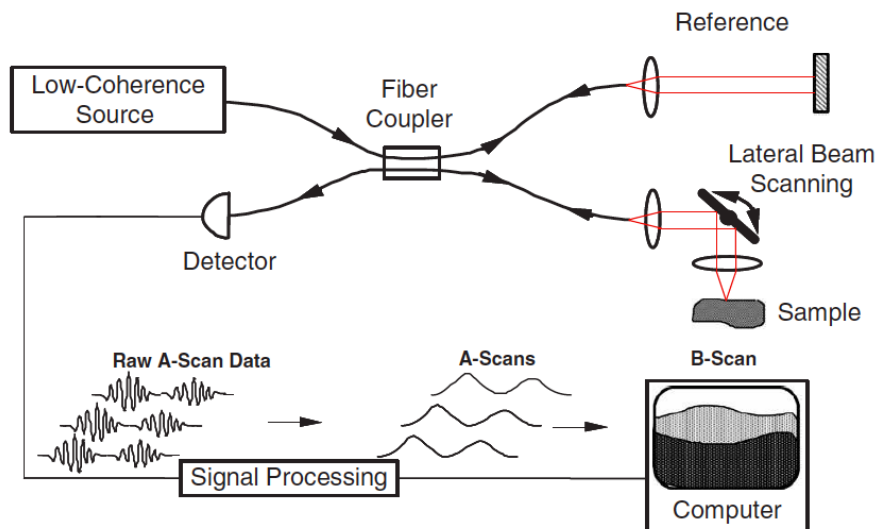 Reference
Low-Coherence
Source
Fiber
Coupler
Lateral Beam
Scanning
Detector
Sample
Raw A-Scan Data
A-Scans
B-Scan
Signal Processing
Computer